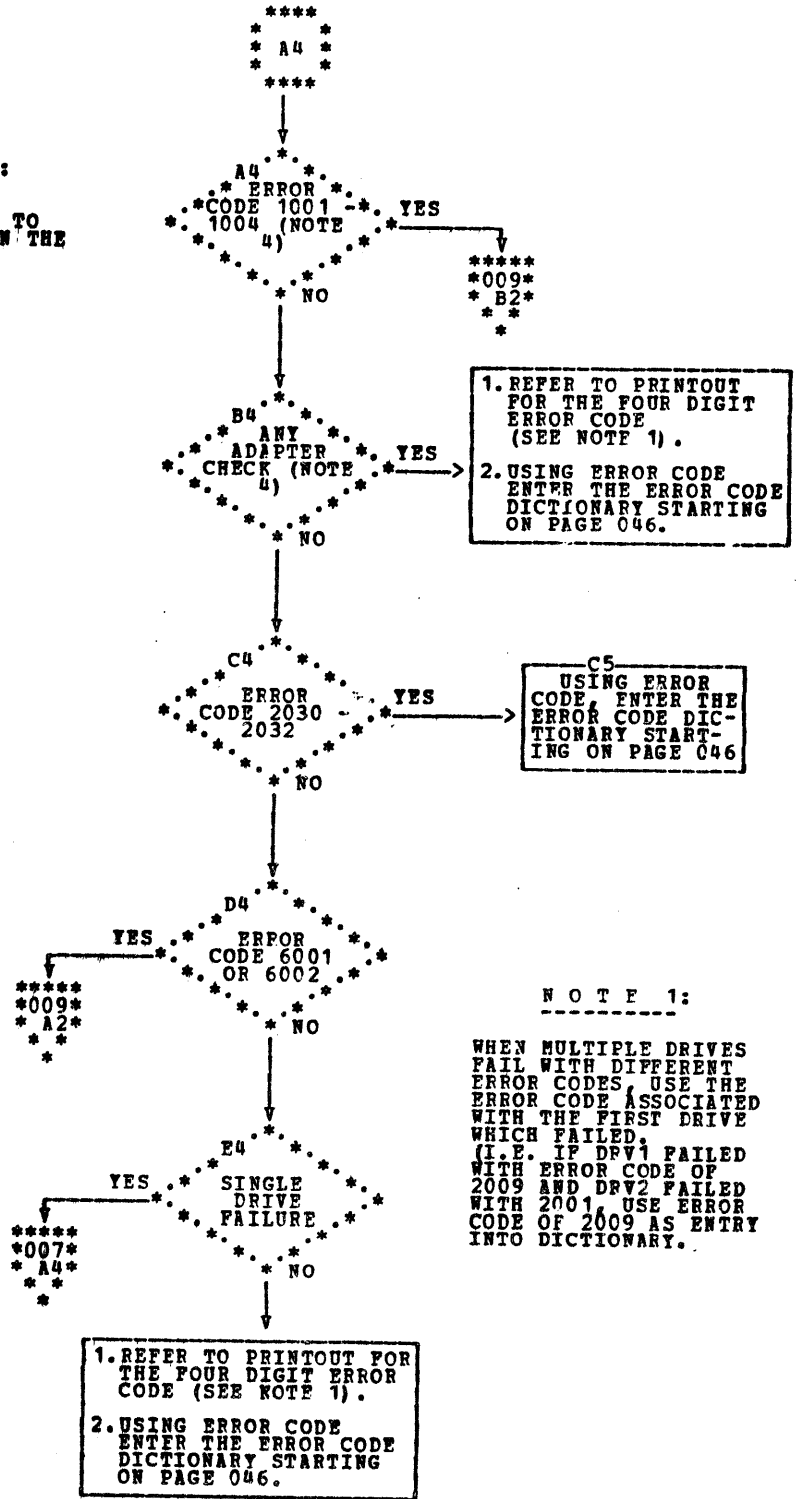 A4
:
TO
N THE
A4
ERROR
CODE 1001 -
1004 (NOTE
4)
YES
NO
*009*
B2
B4
ANY
ADAPTER
CHECK (NOTE
4)
YES
NO
1. REFER TO PRINTOUT
FOR THE FOUR DIGIT
ERROR CODE
(SEE NOTE 1).
2. USING ERROR CODE
ENTER THE ERROR CODE
DICTIONARY STARTING
ON PAGE 046.
C4
ERROR
CODE 2030 -
2032
YES
NO
C5
USING ERROR
CODE, ENTER THE
ERROR CODE DIC-
TIONARY START-
ING ON PAGE 046
D4
ERROR
CODE 6001
OR 6002
YES
NO
*009*
A2
E4
SINGLE
DRIVE
FAILURE
YES
NO
*007*
A4
1. REFER TO PRINTOUT FOR
THE FOUR DIGIT ERROR
CODE (SEE NOTE 1).
2. USING ERROR CODE
ENTER THE ERROR CODE
DICTIONARY STARTING
ON PAGE 046.
N O T E 1:
WHEN MULTIPLE DRIVES
FAIL WITH DIFFERENT
ERROR CODES, USE THE
ERROR CODE ASSOCIATED
WITH THE FIRST DRIVE
WHICH FAILED.
(I.E. IF DRV1 FAILED
WITH ERROR CODE OF
2009 AND DRV2 FAILED
WITH 2001, USE ERROR
CODE OF 2009 AS ENTRY
INTO DICTIONARY.